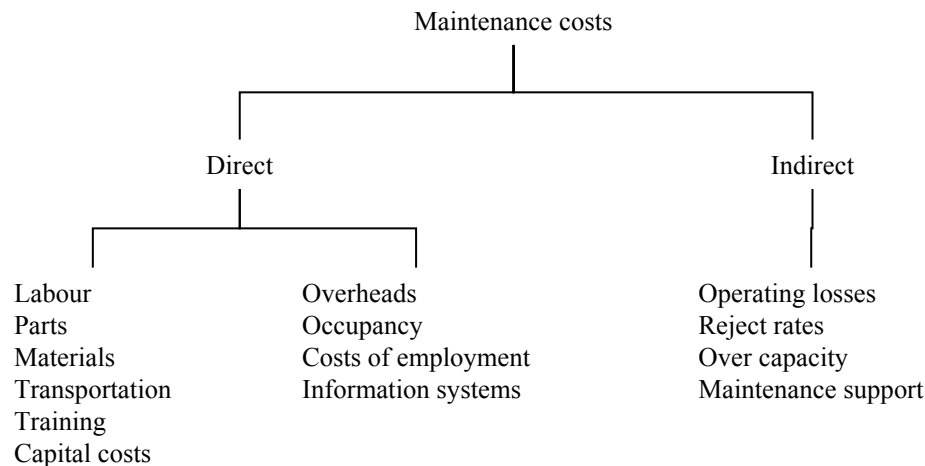 Maintenance costs
Direct
Indirect
Labour
Parts
Materials
Transportation
Training
Capital costs
Overheads
Occupancy
Costs of employment
Information systems
Operating losses
Reject rates
Over capacity
Maintenance support